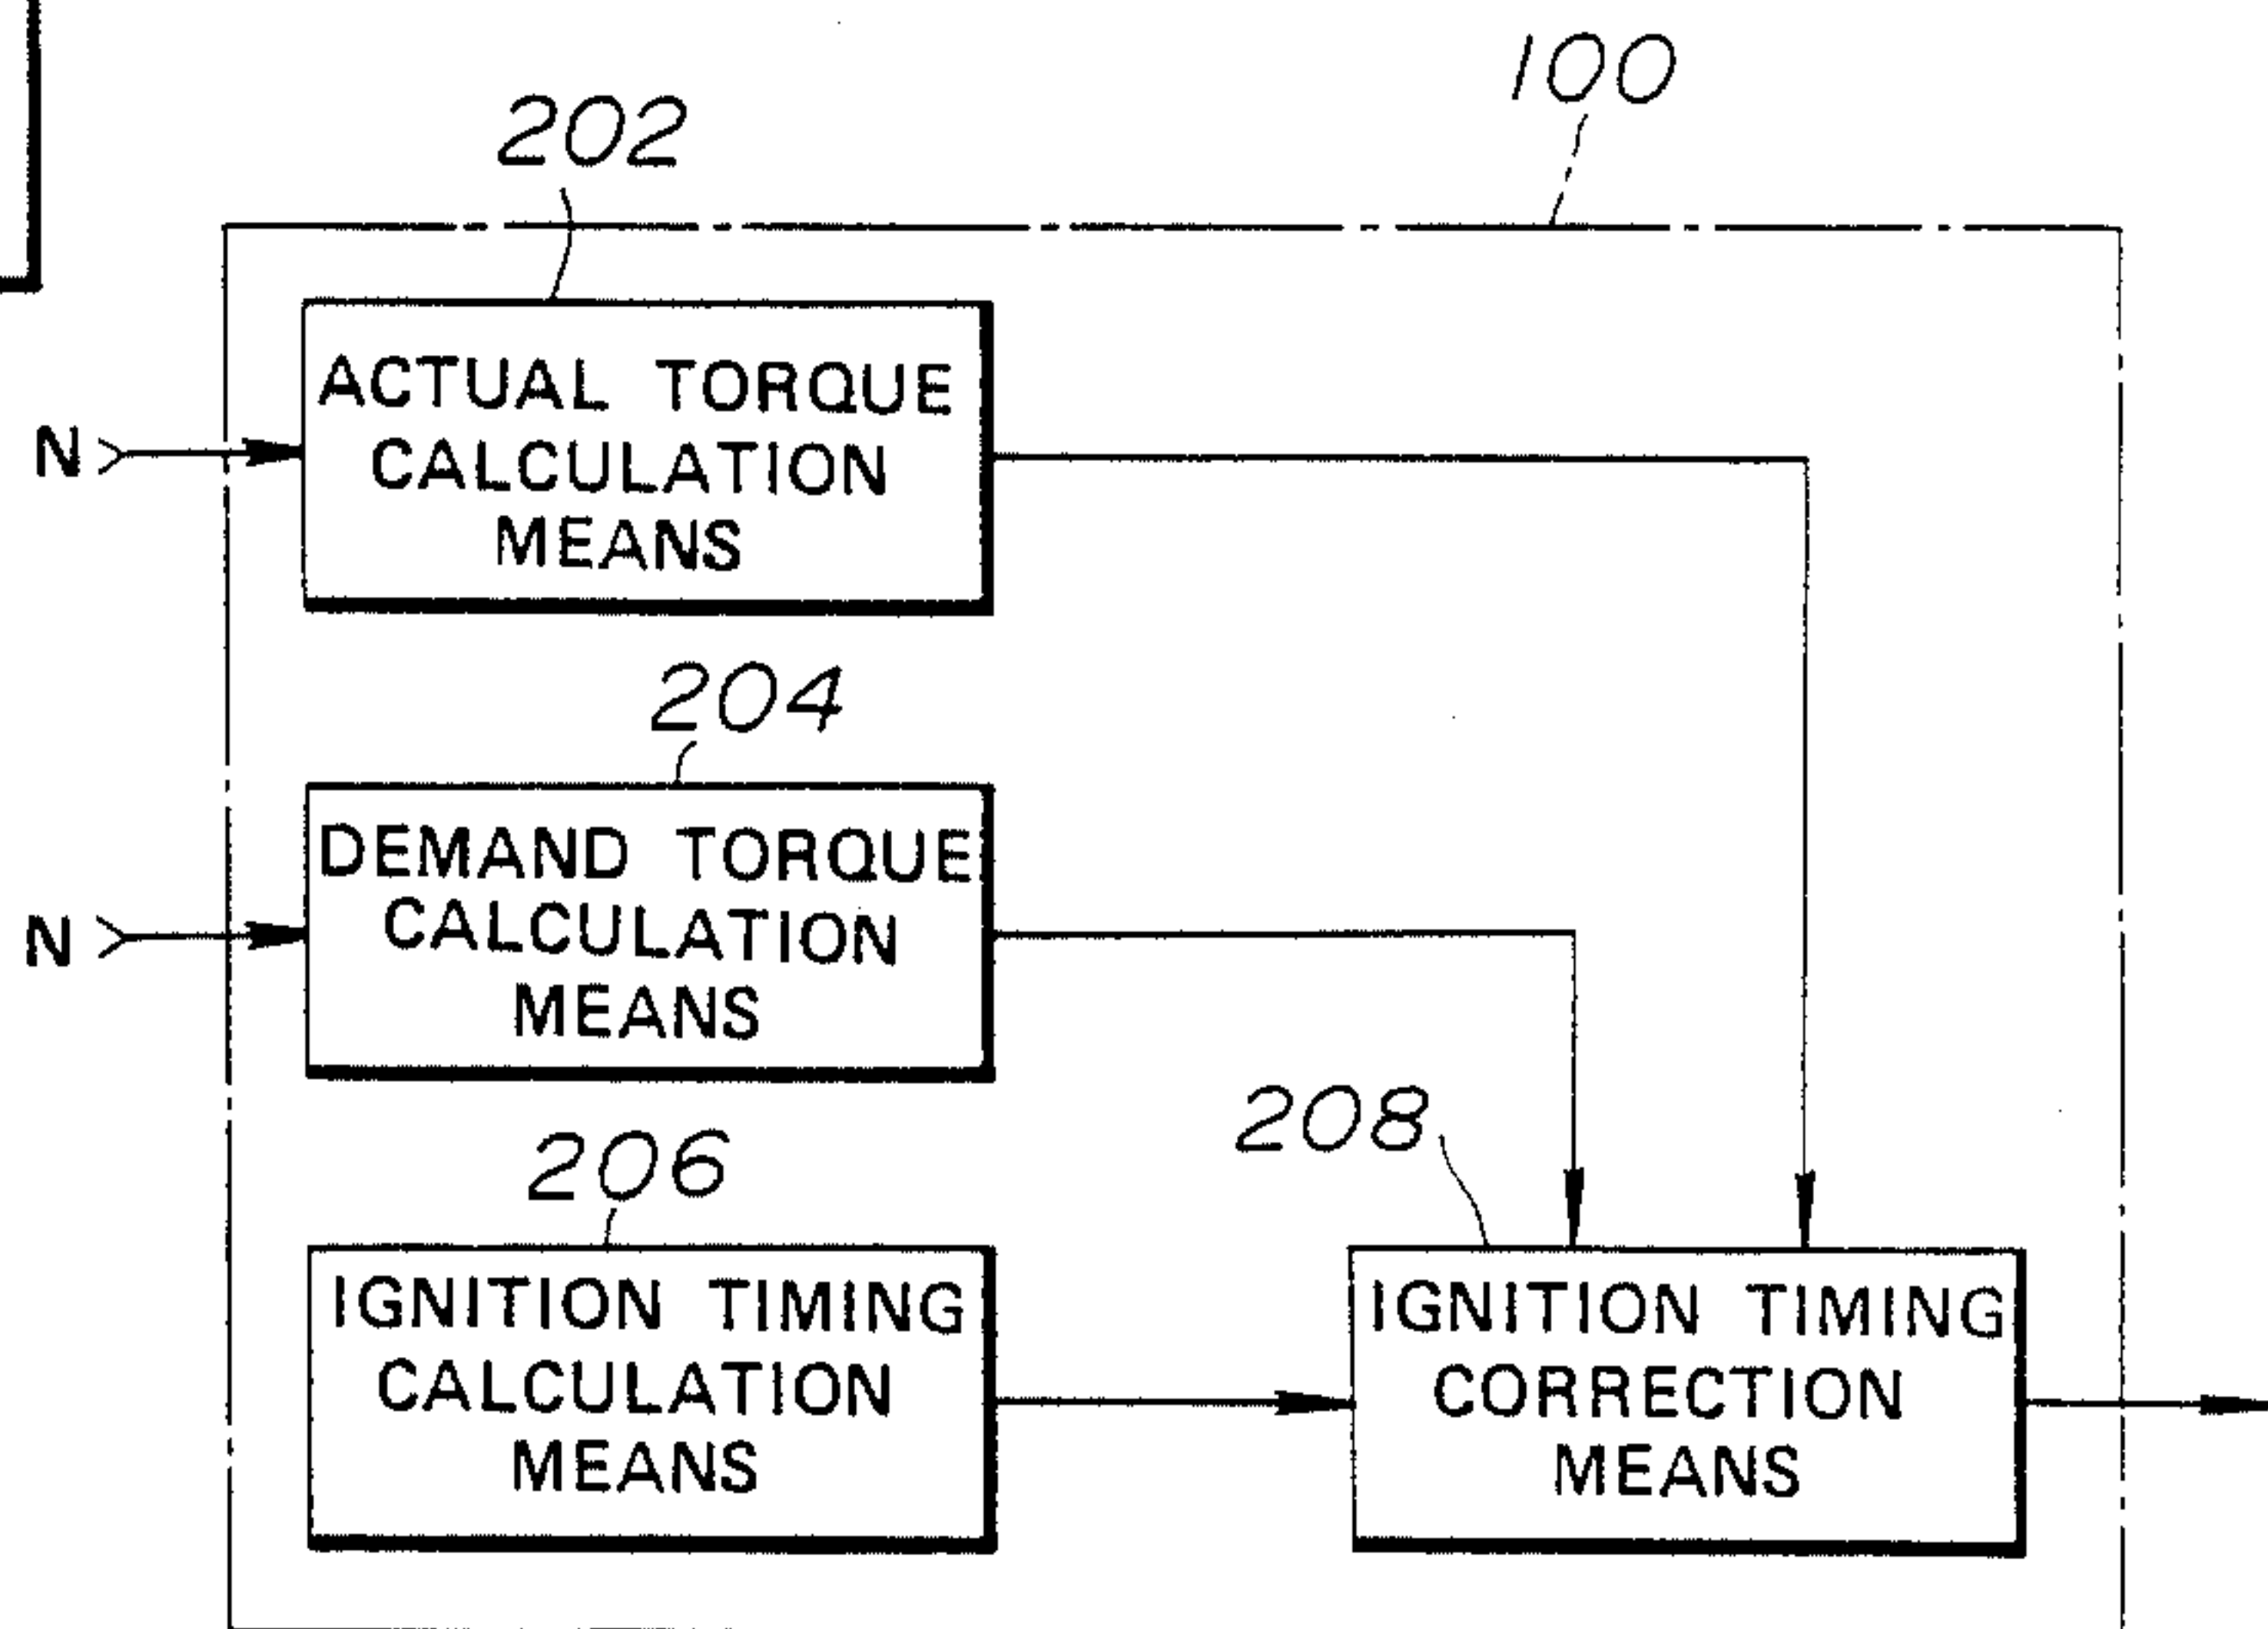 100
202
ACTUAL TORQUE
CALCULATION
MEANS
N
204
DEMAND TORQUE
CALCULATION
MEANS
N
206
IGNITION TIMING
CALCULATION
MEANS
208
IGNITION TIMING
CORRECTION
MEANS